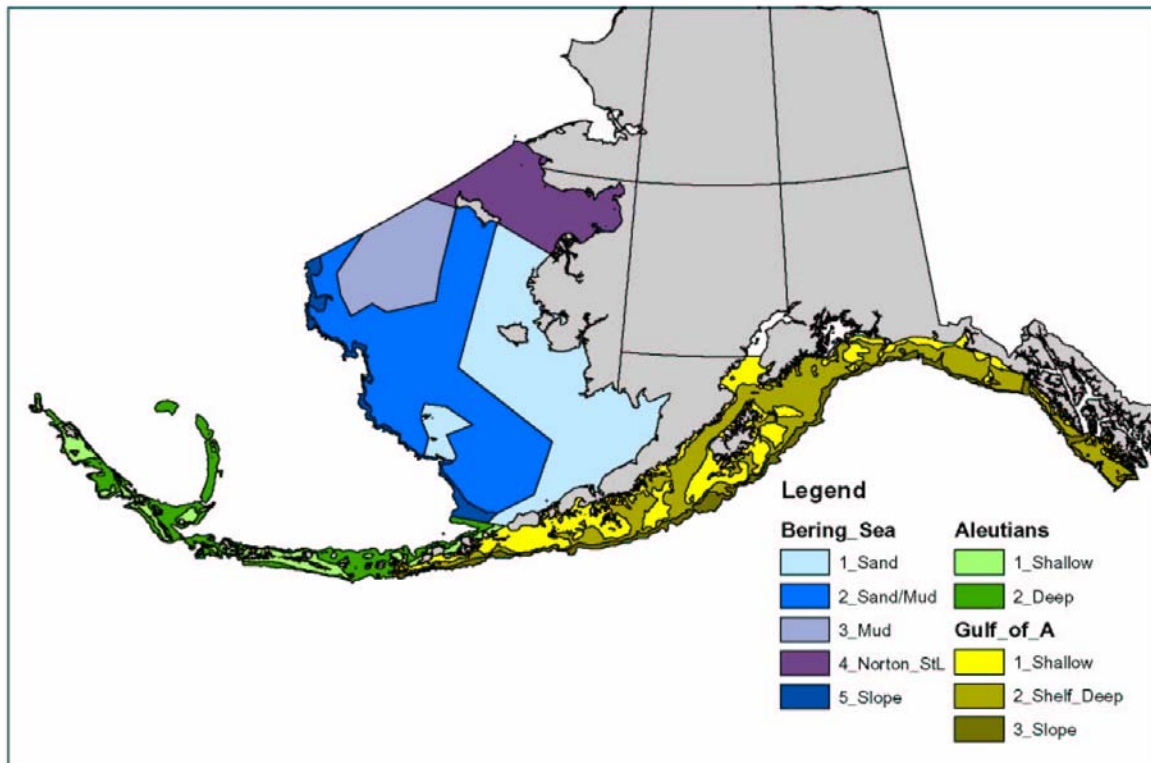 Legend
Bering_Sea
1_Sand
2_Sand/Mud
3_Mud
4_Norton_StL
5_Slope
Aleutians
1_Shallow
2_Deep
Gulf_of_A
1_Shallow
2_Shelf_Deep
3_Slope